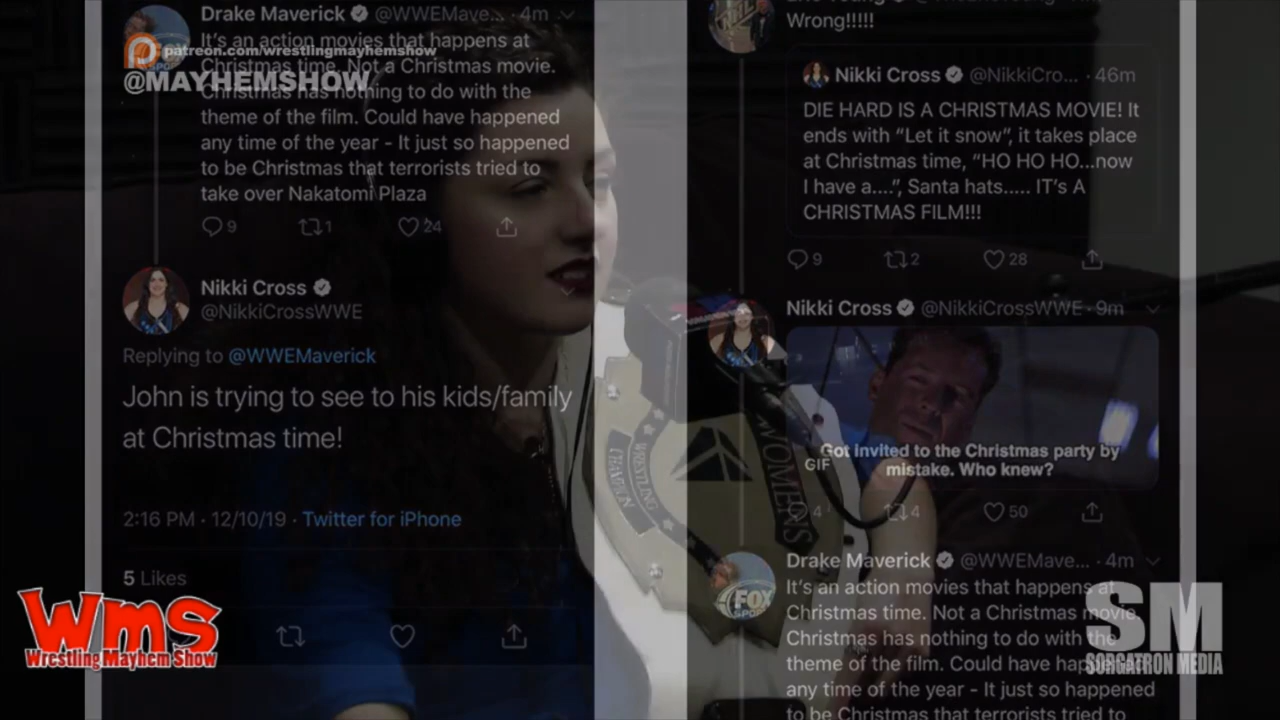 Drake Maverick @WWEMave... · 4m
It's an action movies that happens at
Christmas time. Not a Christmas movie.
Christmas has nothing to do with the
theme of the film. Could have happened
any time of the year - It just so happened
to be Christmas that terrorists tried to
take over Nakatomi Plaza
9 1 24
patreon.com/wrestlingmayhemshow
@MAYHEMSHOW
Nikki Cross
@NikkiCrossWWE
Replying to @WWEMaverick
John is trying to see to his kids/family
at Christmas time!
2:16 PM · 12/10/19 · Twitter for iPhone
5 Likes
Wrong!!!!!
Nikki Cross @NikkiCro... · 46m
DIE HARD IS A CHRISTMAS MOVIE! It
ends with “Let it snow”, it takes place
at Christmas time, “HO HO HO...now
I have a....”, Santa hats..... IT's A
CHRISTMAS FILM!!!
9 2 28
Nikki Cross @NikkiCrossWWE · 9m
Got invited to the Christmas party by
mistake. Who knew?
GIF
4 4 50
Drake Maverick @WWEMave... · 4m
It's an action movies that happens at
Christmas time. Not a Christmas movie.
Christmas has nothing to do with the
theme of the film. Could have happened
any time of the year - It just so happened
to be Christmas that terrorists tried to
FOX
WRESTLING
CHAMPION
WOMEN'S
WMS
Wrestling Mayhem Show
SM
SORGATRON MEDIA